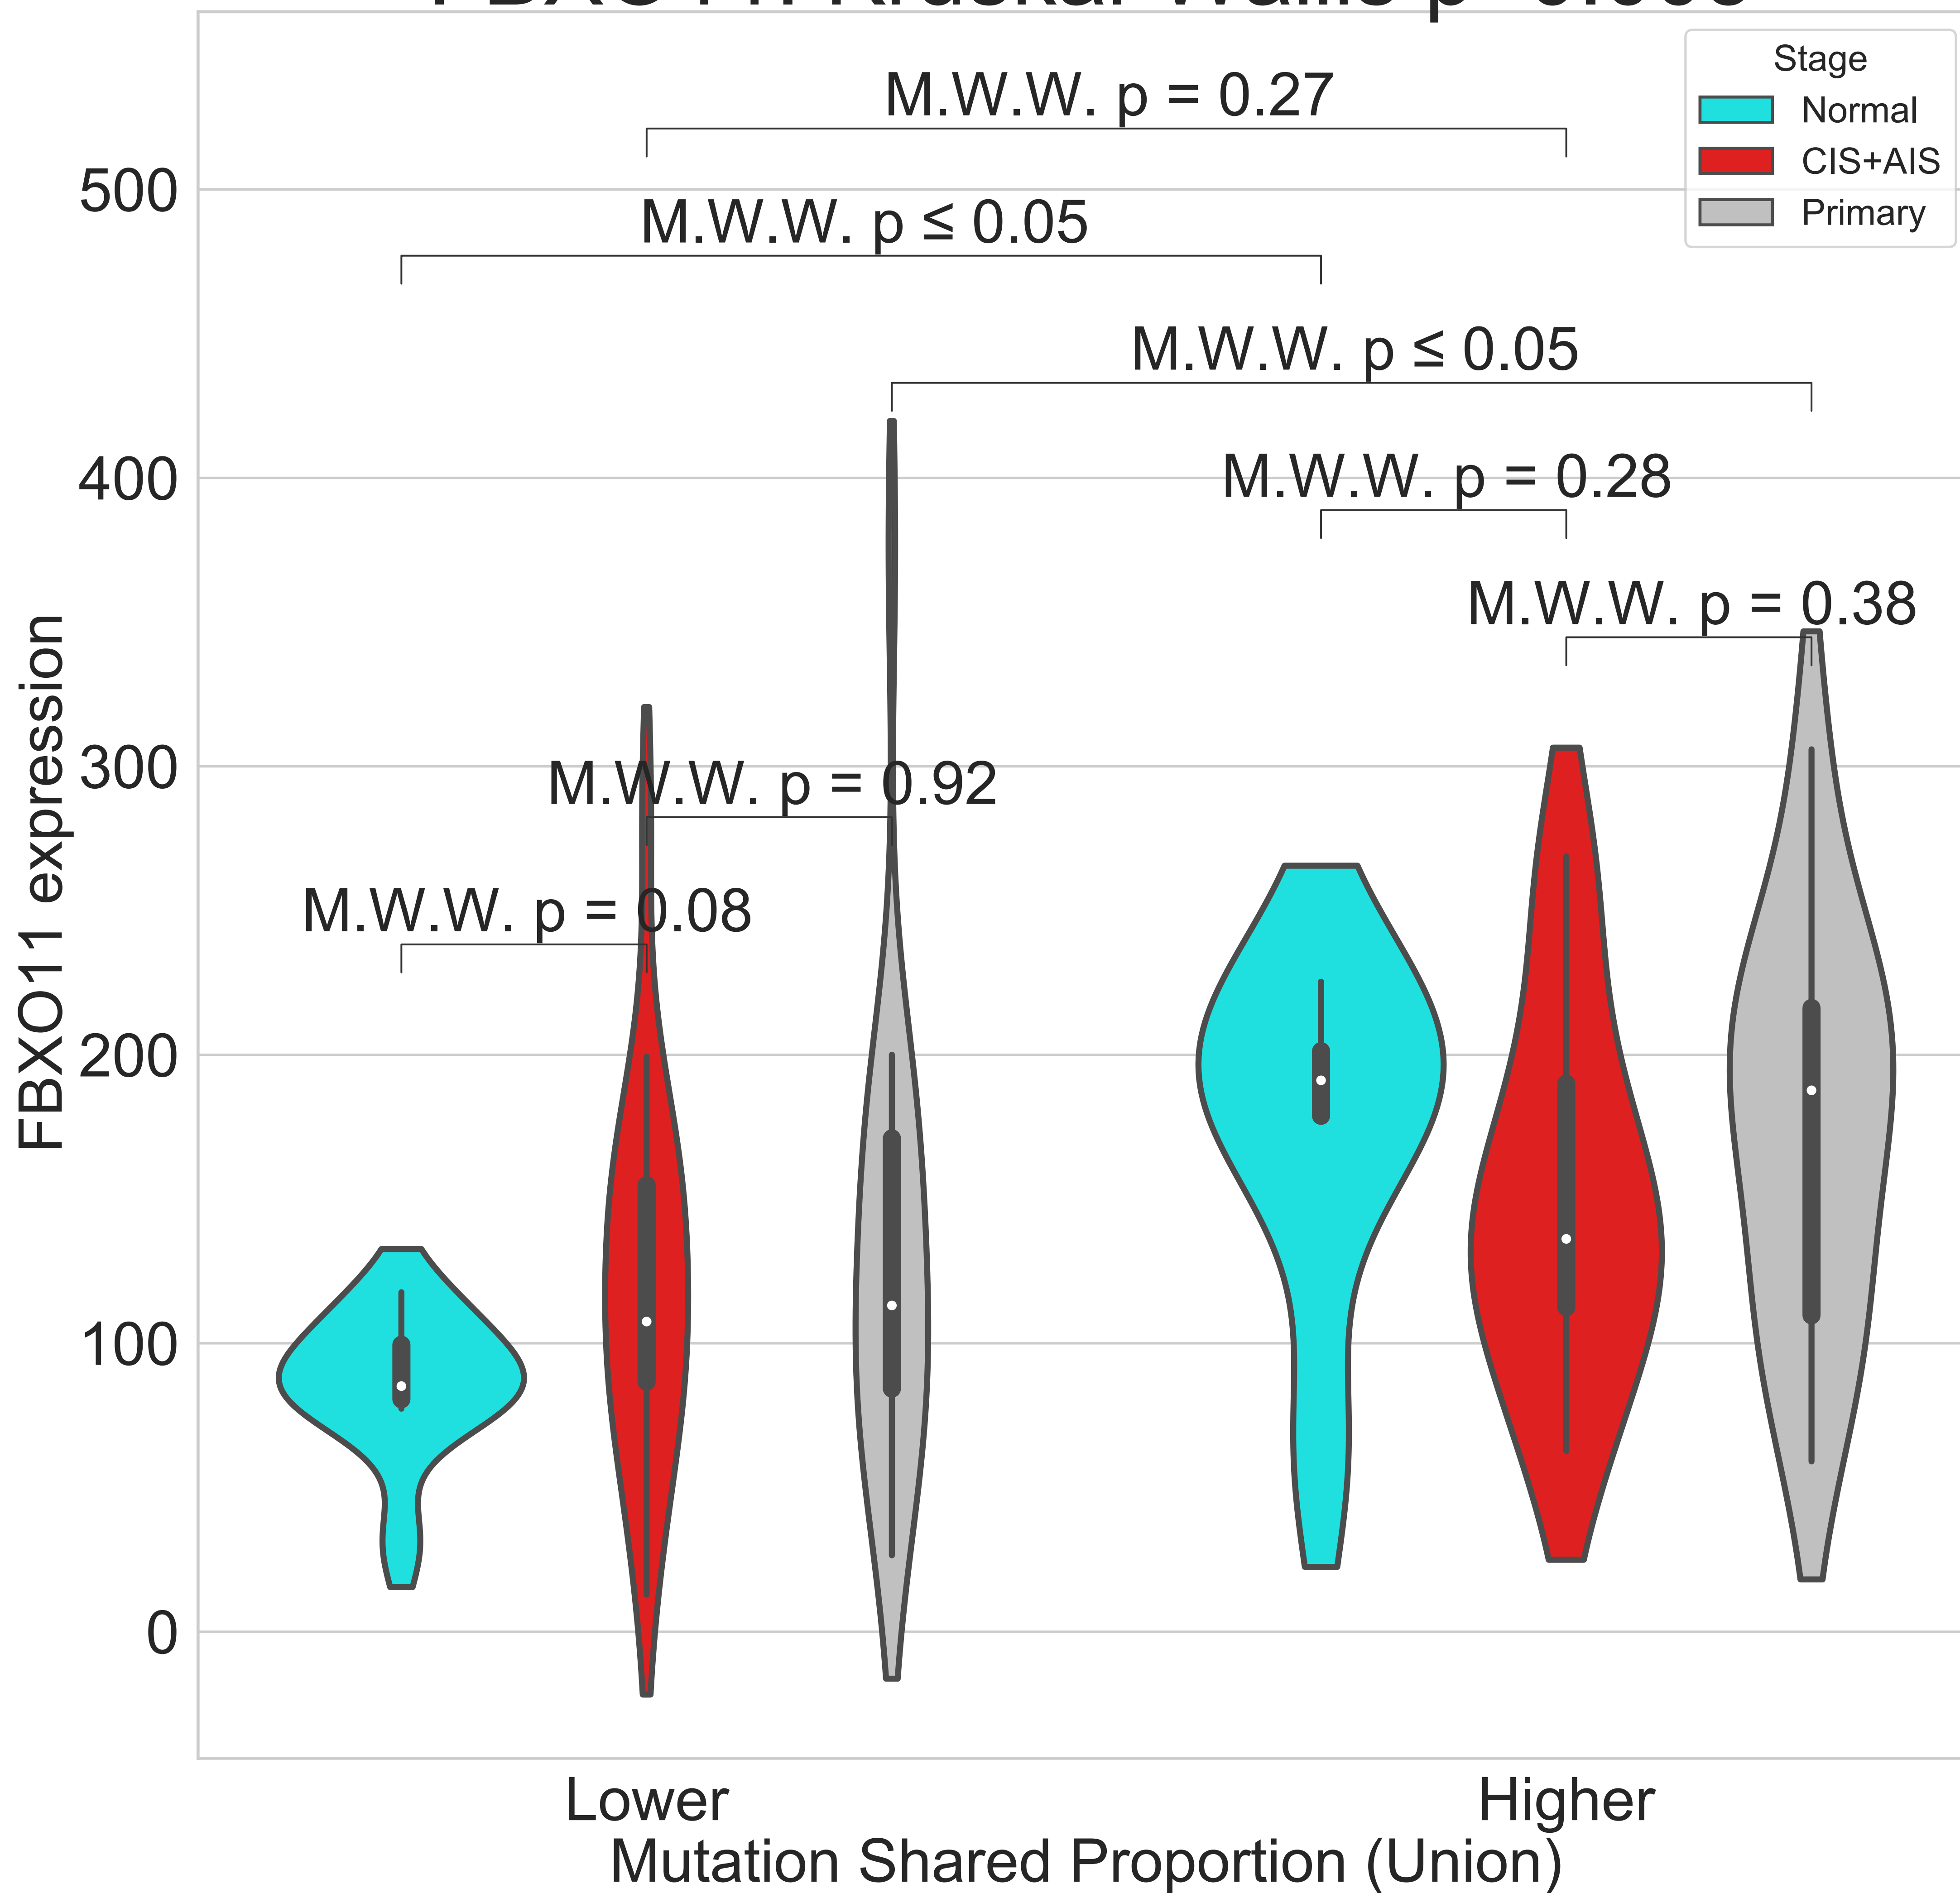 Stage
Normal
CIS+AIS
Primary
M.W.W. p = 0.27
M.W.W. p ≤ 0.05
M.W.W. p ≤ 0.05
M.W.W. p = 0.28
M.W.W. p = 0.38
M.W.W. p = 0.92
M.W.W. p = 0.08
500
400
300
200
100
0
FBXO11 expression
Lower
Higher
Mutation Shared Proportion (Union)